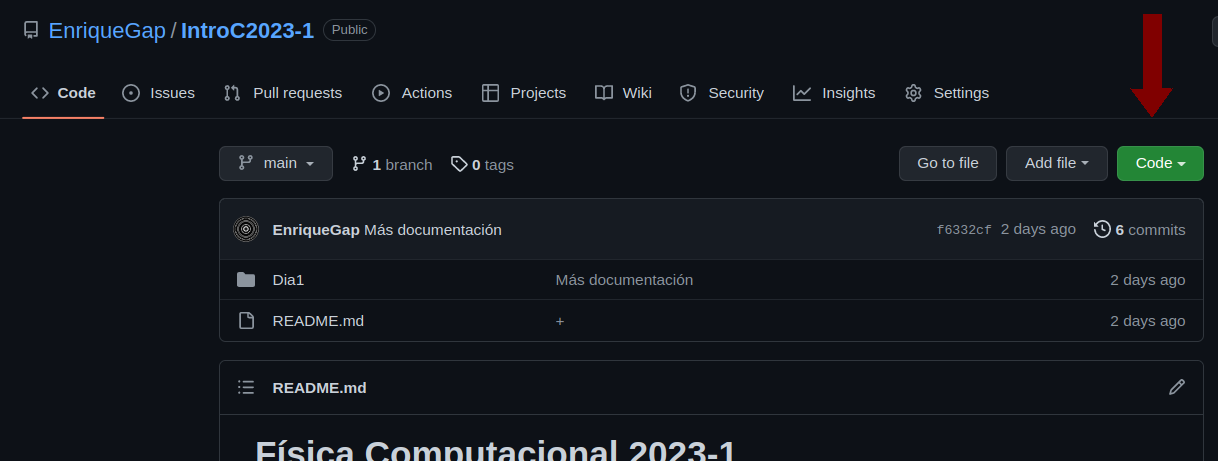 EnriqueGap / IntroC2023-1 Public
Code Issues Pull requests Actions Projects Wiki Security Insights Settings
main 1 branch 0 tags Go to file Add file Code
EnriqueGap Más documentación f6332cf 2 days ago 6 commits
Dia1 Más documentación 2 days ago
README.md + 2 days ago
README.md
Física Computacional 2023-1